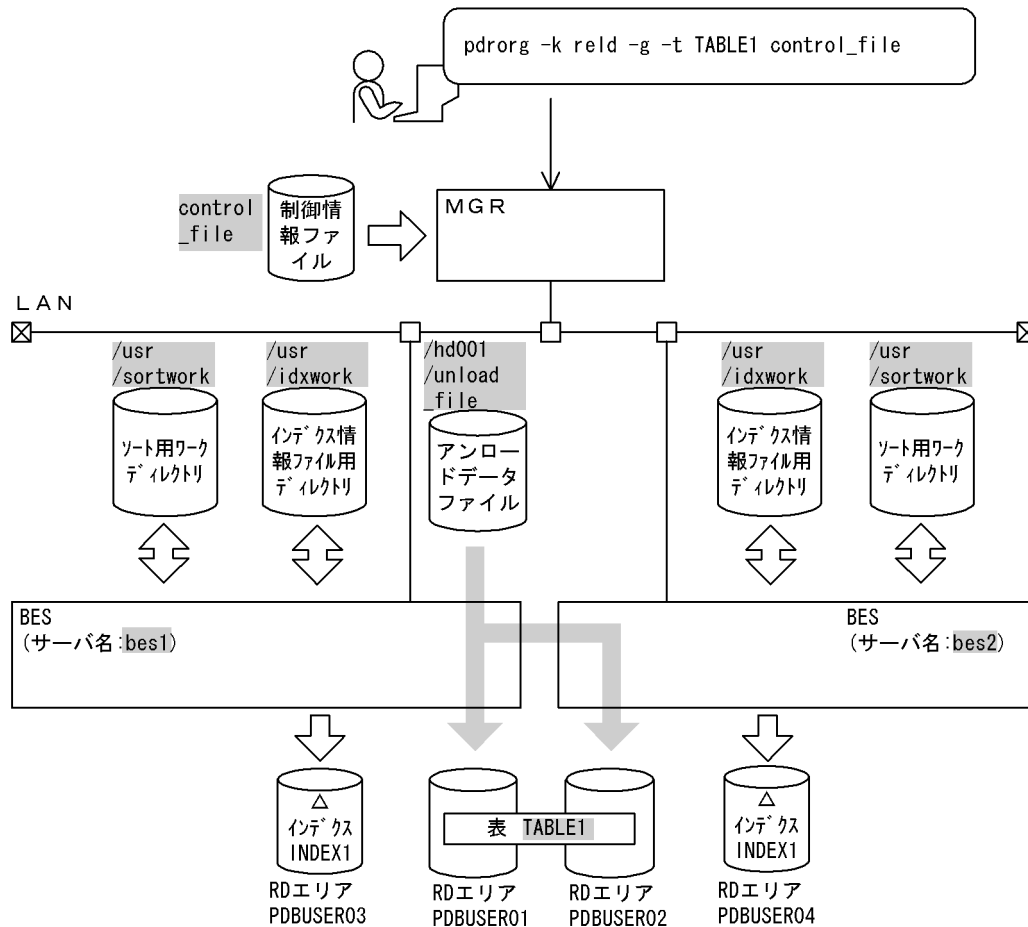 pdrorg -k reld -g -t TABLE1 control_file
control
_file
制御情
報ファ
イル
ＭＧＲ
ＬＡＮ
/usr
/sortwork
ソート用ワーク
ディレクトリ
/usr
/idxwork
インデクス情
報ファイル用
ディレクトリ
/hd001
/unload
_file
アンロー
ドデータ
ファイル
/usr
/idxwork
インデクス情
報ファイル用
ディレクトリ
/usr
/sortwork
ソート用ワーク
ディレクトリ
BES
(サーバ名:bes1)
BES
(サーバ名:bes2)
△
インデクス
INDEX1
RDエリア
PDBUSER03
表 TABLE1
RDエリア
PDBUSER01
RDエリア
PDBUSER02
△
インデクス
INDEX1
RDエリア
PDBUSER04